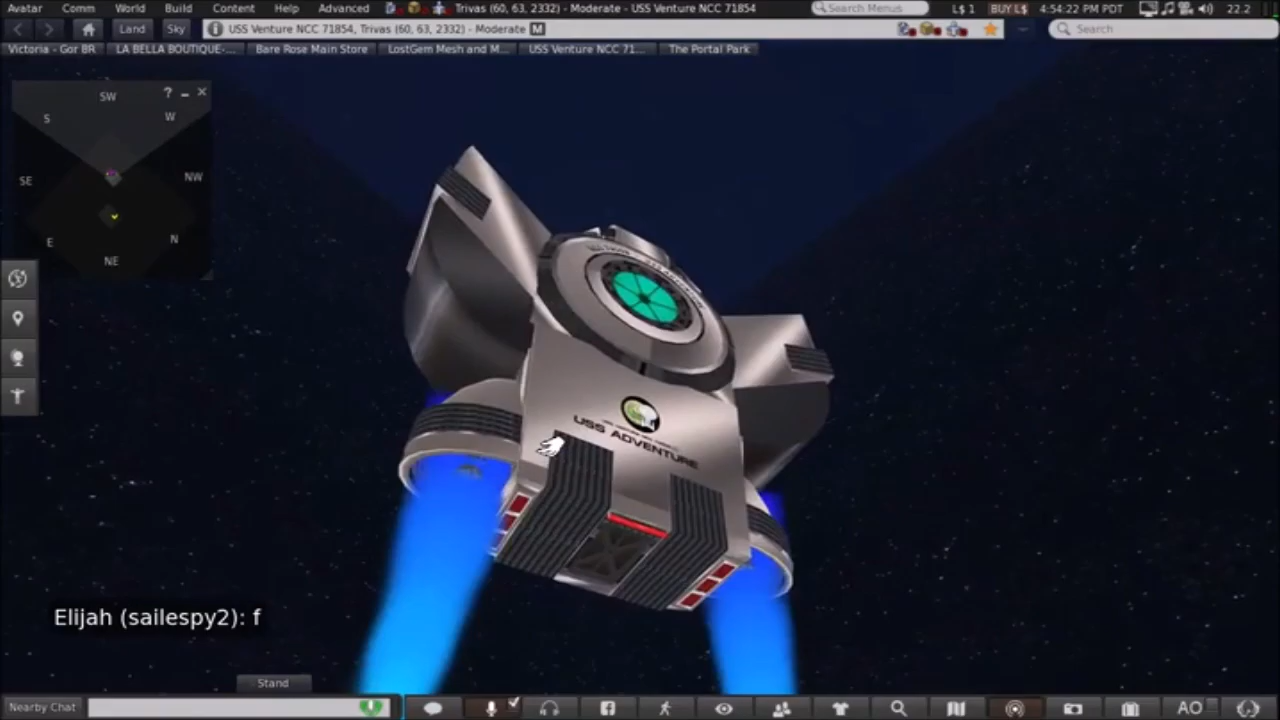 Avatar Comm World Build Content Help Advanced Trivas (60, 63, 2332) - Moderate - USS Venture NCC 71854 Search Menus L$ 1 BUY L$ 4:54:22 PM PDT 22.2
Land Sky USS Venture NCC 71854, Trivas (60, 63, 2332) - Moderate M Search
Victoria - Gor BR LA BELLA BOUTIQUE-... Bare Rose Main Store LostGem Mesh and M... USS Venture NCC 71... The Portal Park
? _ X
SW
S W
SE NW
E N
NE
USS ADVENTURE
Elijah (sailespy2): f
Stand
Nearby Chat AO